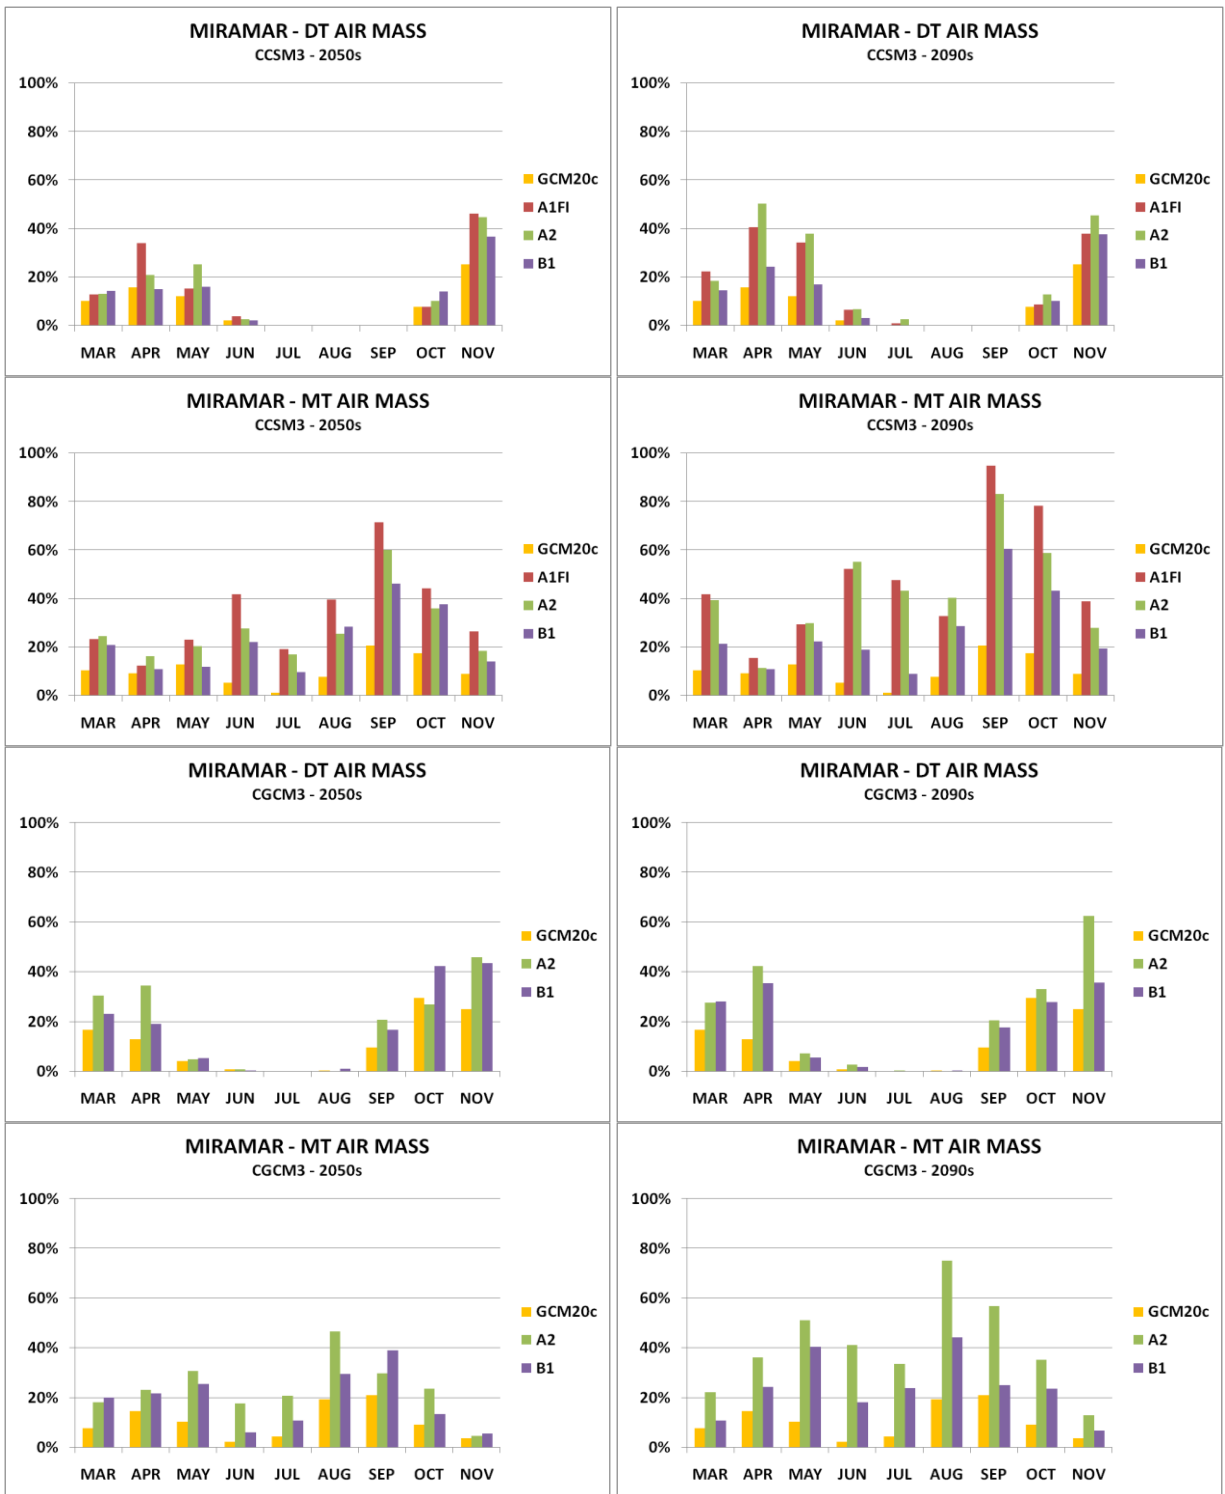 MIRAMAR - DT AIR MASS
CCSM3 - 2050s
100%
80%
60%
40%
20%
0%
MAR APR MAY JUN JUL AUG SEP OCT NOV
GCM20c
A1FI
A2
B1
MIRAMAR - DT AIR MASS
CCSM3 - 2090s
100%
80%
60%
40%
20%
0%
MAR APR MAY JUN JUL AUG SEP OCT NOV
GCM20c
A1FI
A2
B1
MIRAMAR - MT AIR MASS
CCSM3 - 2050s
100%
80%
60%
40%
20%
0%
MAR APR MAY JUN JUL AUG SEP OCT NOV
GCM20c
A1FI
A2
B1
MIRAMAR - MT AIR MASS
CCSM3 - 2090s
100%
80%
60%
40%
20%
0%
MAR APR MAY JUN JUL AUG SEP OCT NOV
GCM20c
A1FI
A2
B1
MIRAMAR - DT AIR MASS
CGCM3 - 2050s
100%
80%
60%
40%
20%
0%
MAR APR MAY JUN JUL AUG SEP OCT NOV
GCM20c
A2
B1
MIRAMAR - DT AIR MASS
CGCM3 - 2090s
100%
80%
60%
40%
20%
0%
MAR APR MAY JUN JUL AUG SEP OCT NOV
GCM20c
A2
B1
MIRAMAR - MT AIR MASS
CGCM3 - 2050s
100%
80%
60%
40%
20%
0%
MAR APR MAY JUN JUL AUG SEP OCT NOV
GCM20c
A2
B1
MIRAMAR - MT AIR MASS
CGCM3 - 2090s
100%
80%
60%
40%
20%
0%
MAR APR MAY JUN JUL AUG SEP OCT NOV
GCM20c
A2
B1